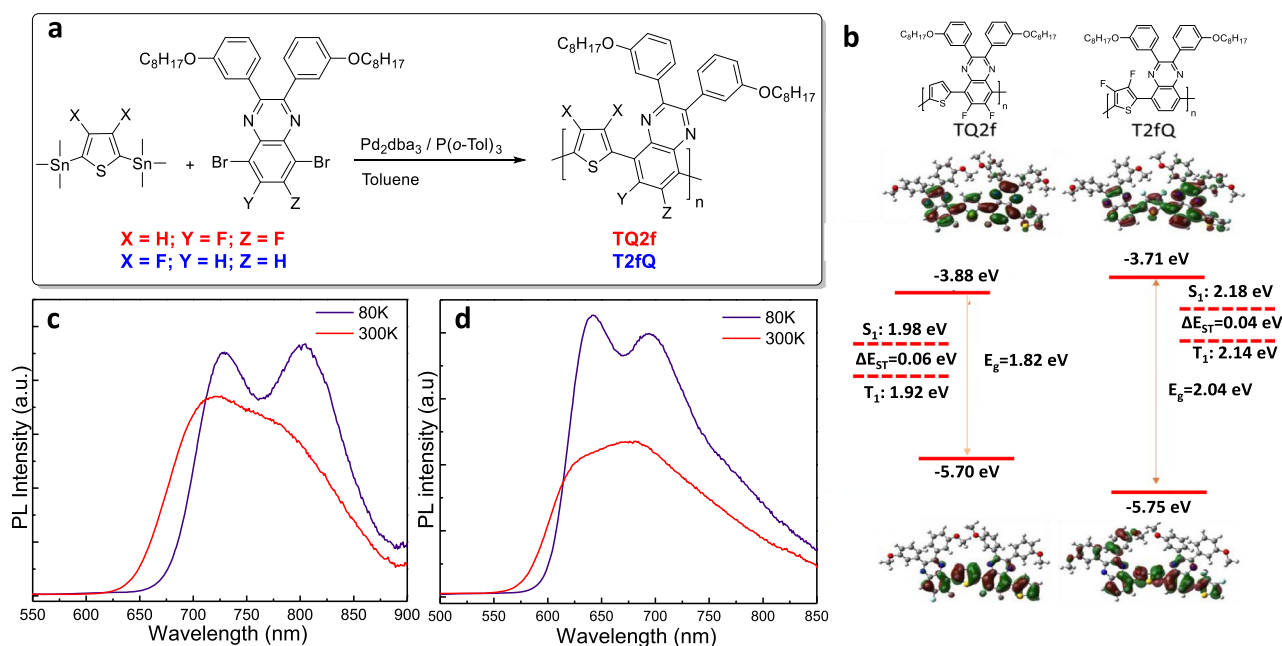 a
C8H17O
OC8H17
X
X
N
N
Sn
S
Sn
+
Br
Br
Y
Z
Pd2dba3 / P(o-Tol)3
Toluene
C8H17O
OC8H17
X
X
N
N
S
Y
Z
n
X = H; Y = F; Z = F
X = F; Y = H; Z = H
TQ2f
T2fQ
b
C8H17O
OC8H17
N
N
S
F
F
n
TQ2f
C8H17O
OC8H17
F
F
N
N
S
n
T2fQ
-3.88 eV
S1: 1.98 eV
ΔEST=0.06 eV
T1: 1.92 eV
Eg=1.82 eV
-5.70 eV
-3.71 eV
S1: 2.18 eV
ΔEST=0.04 eV
T1: 2.14 eV
Eg=2.04 eV
-5.75 eV
c
80K
300K
PL Intensity (a.u.)
550 600 650 700 750 800 850 900
Wavelength (nm)
d
80K
300K
PL intensity (a.u)
500 550 600 650 700 750 800 850
Wavelength (nm)